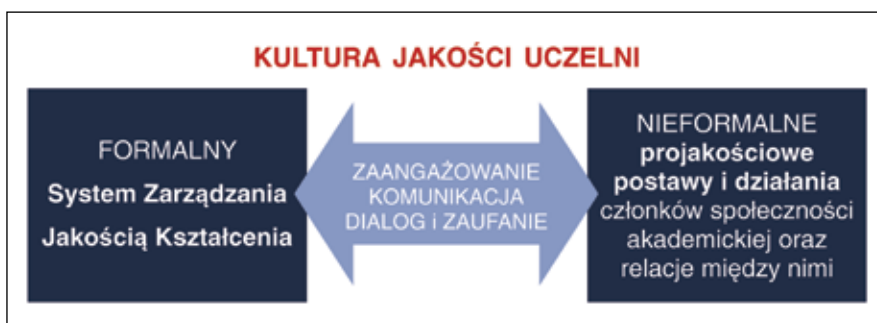 KULTURA JAKOŚCI UCZELNI
FORMALNY
System Zarządzania
Jakością Kształcenia
ZAANGAŻOWANIE
KOMUNIKACJA
DIALOG i ZAUFANIE
NIEFORMALNE
projakościowe
postawy i działania
członków społeczności
akademickiej oraz
relacje między nimi